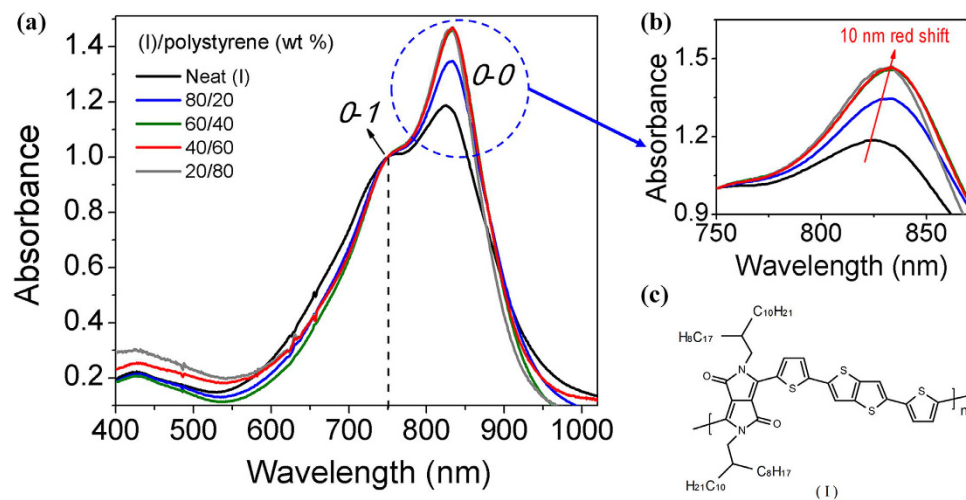 (a)
(I)/polystyrene (wt %)
Neat (I)
80/20
60/40
40/60
20/80
0-1
0-0
Absorbance
1.4
1.2
1.0
0.8
0.6
0.4
0.2
400 500 600 700 800 900 1000
Wavelength (nm)
(b)
10 nm red shift
Absorbance
1.5
1.2
0.9
750 800 850
Wavelength (nm)
(c)
C10H21
H8C17
O
N
S
S
S
S
n
N
O
C8H17
H21C10
(I)